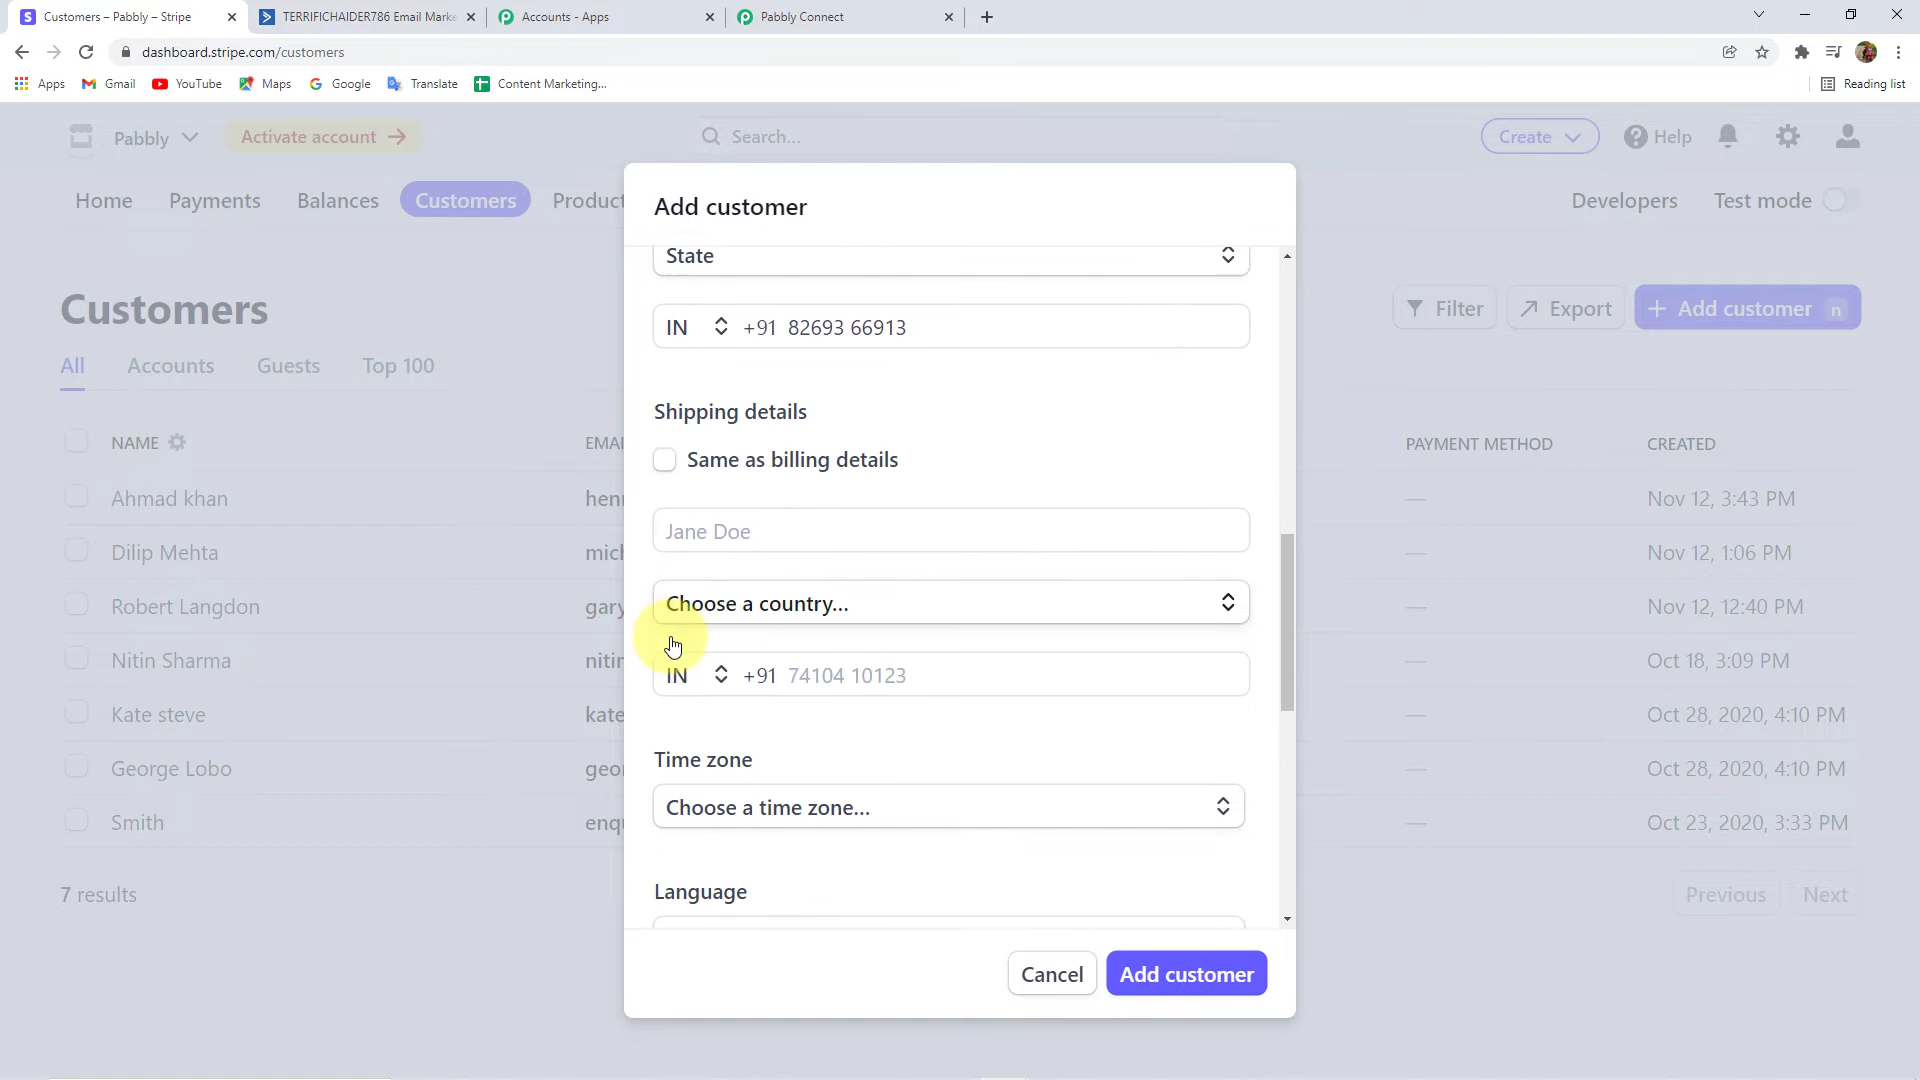 Customers – Pabbly – Stripe
TERRIFICHAIDER786 Email Marke
Accounts - Apps
Pabbly Connect
dashboard.stripe.com/customers
Apps
Gmail
YouTube
Maps
Google
Translate
Content Marketing...
Reading list
Pabbly
Activate account
Search...
Create
Help
Home
Payments
Balances
Customers
Product
Developers
Test mode
Add customer
Customers
Filter
Export
Add customer n
All
Accounts
Guests
Top 100
NAME
EMAI
PAYMENT METHOD
CREATED
Ahmad khan
henr
—
Nov 12, 3:43 PM
Dilip Mehta
mich
—
Nov 12, 1:06 PM
Robert Langdon
gary
—
Nov 12, 12:40 PM
Nitin Sharma
nitin
—
Oct 18, 3:09 PM
Kate steve
kate
—
Oct 28, 2020, 4:10 PM
George Lobo
geor
—
Oct 28, 2020, 4:10 PM
Smith
enqu
—
Oct 23, 2020, 3:33 PM
7 results
Previous
Next
State
IN +91 82693 66913
Shipping details
Same as billing details
Jane Doe
Choose a country...
IN +91 74104 10123
Time zone
Choose a time zone...
Language
Cancel
Add customer